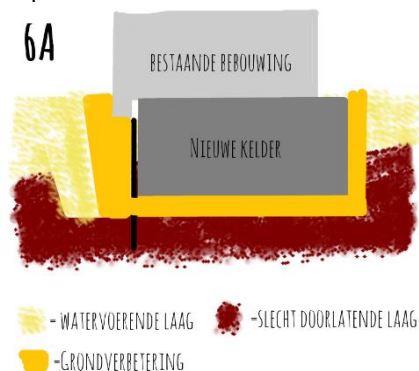 6A
BESTAANDE BEBOUWING
NIEUWE KELDER
= WATERVOERENDE LAAG
=SLECHT DOORLATENDE LAAG
=GRONDVERBETERING